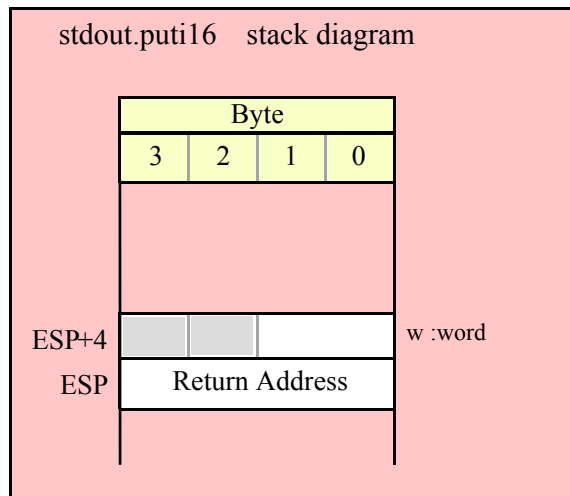 stdout.puti16 stack diagram
Byte
3 2 1 0
ESP+4 w :word
ESP Return Address